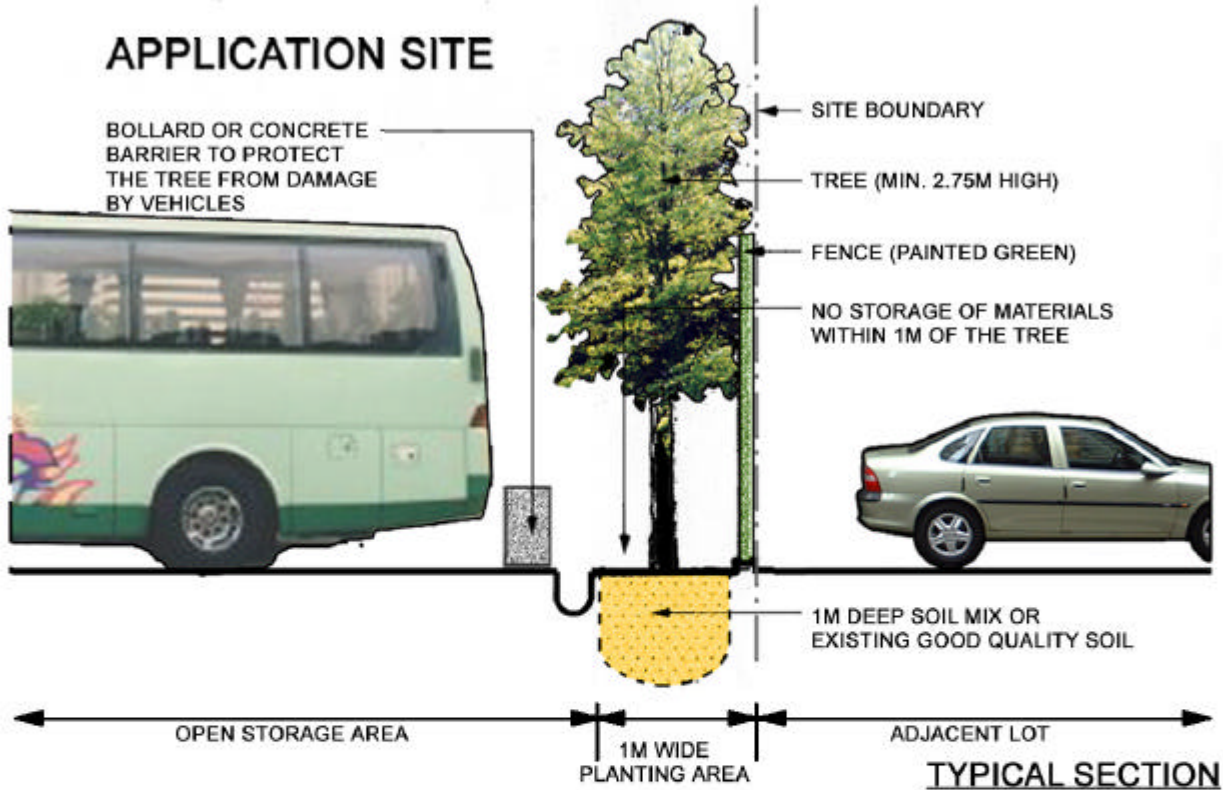 APPLICATION SITE
BOLLARD OR CONCRETE
BARRIER TO PROTECT
THE TREE FROM DAMAGE
BY VEHICLES
SITE BOUNDARY
TREE (MIN. 2.75M HIGH)
FENCE (PAINTED GREEN)
NO STORAGE OF MATERIALS
WITHIN 1M OF THE TREE
1M DEEP SOIL MIX OR
EXISTING GOOD QUALITY SOIL
OPEN STORAGE AREA
1M WIDE
PLANTING AREA
ADJACENT LOT
TYPICAL SECTION